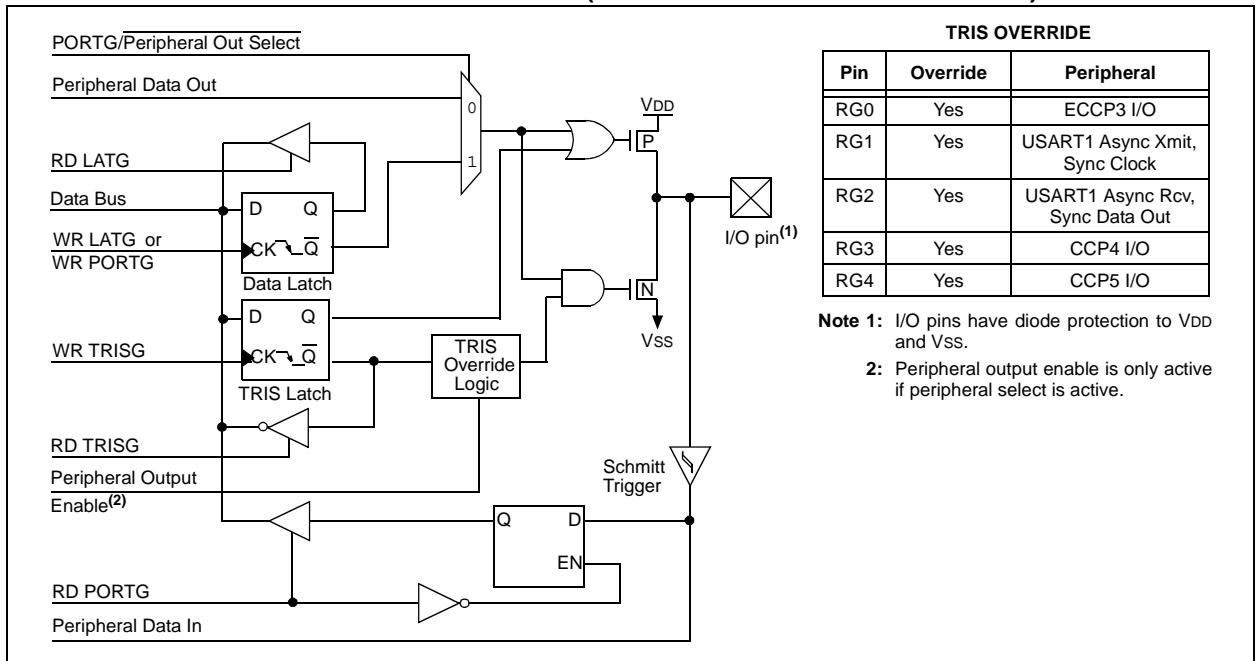 PORTG/Peripheral Out Select
Peripheral Data Out
0
VDD
P
RD LATG
1
Data Bus
D Q
WR LATG or
WR PORTG
CK Q
Data Latch
I/O pin(1)
D Q
N
WR TRISG
CK Q
TRIS Latch
TRIS
Override
Logic
VSS
RD TRISG
Peripheral Output
Enable(2)
Schmitt
Trigger
Q D
EN
RD PORTG
Peripheral Data In
TRIS OVERRIDE
Pin Override Peripheral
RG0 Yes ECCP3 I/O
RG1 Yes USART1 Async Xmit,
Sync Clock
RG2 Yes USART1 Async Rcv,
Sync Data Out
RG3 Yes CCP4 I/O
RG4 Yes CCP5 I/O
Note 1: I/O pins have diode protection to VDD
and VSS.
2: Peripheral output enable is only active
if peripheral select is active.